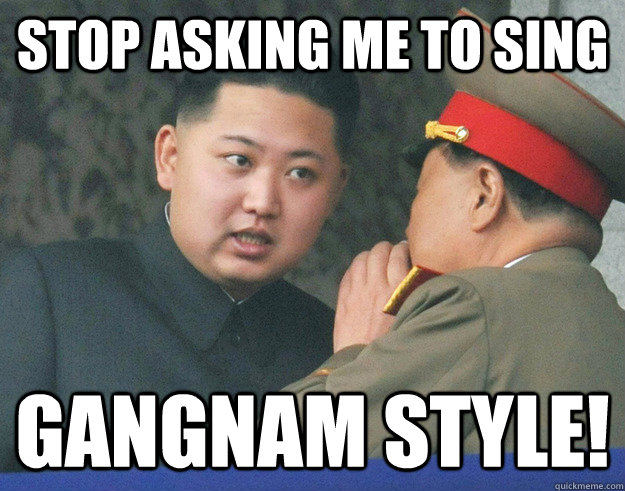 STOP ASKING ME TO SING
GANGNAM STYLE!
quickmeme.com